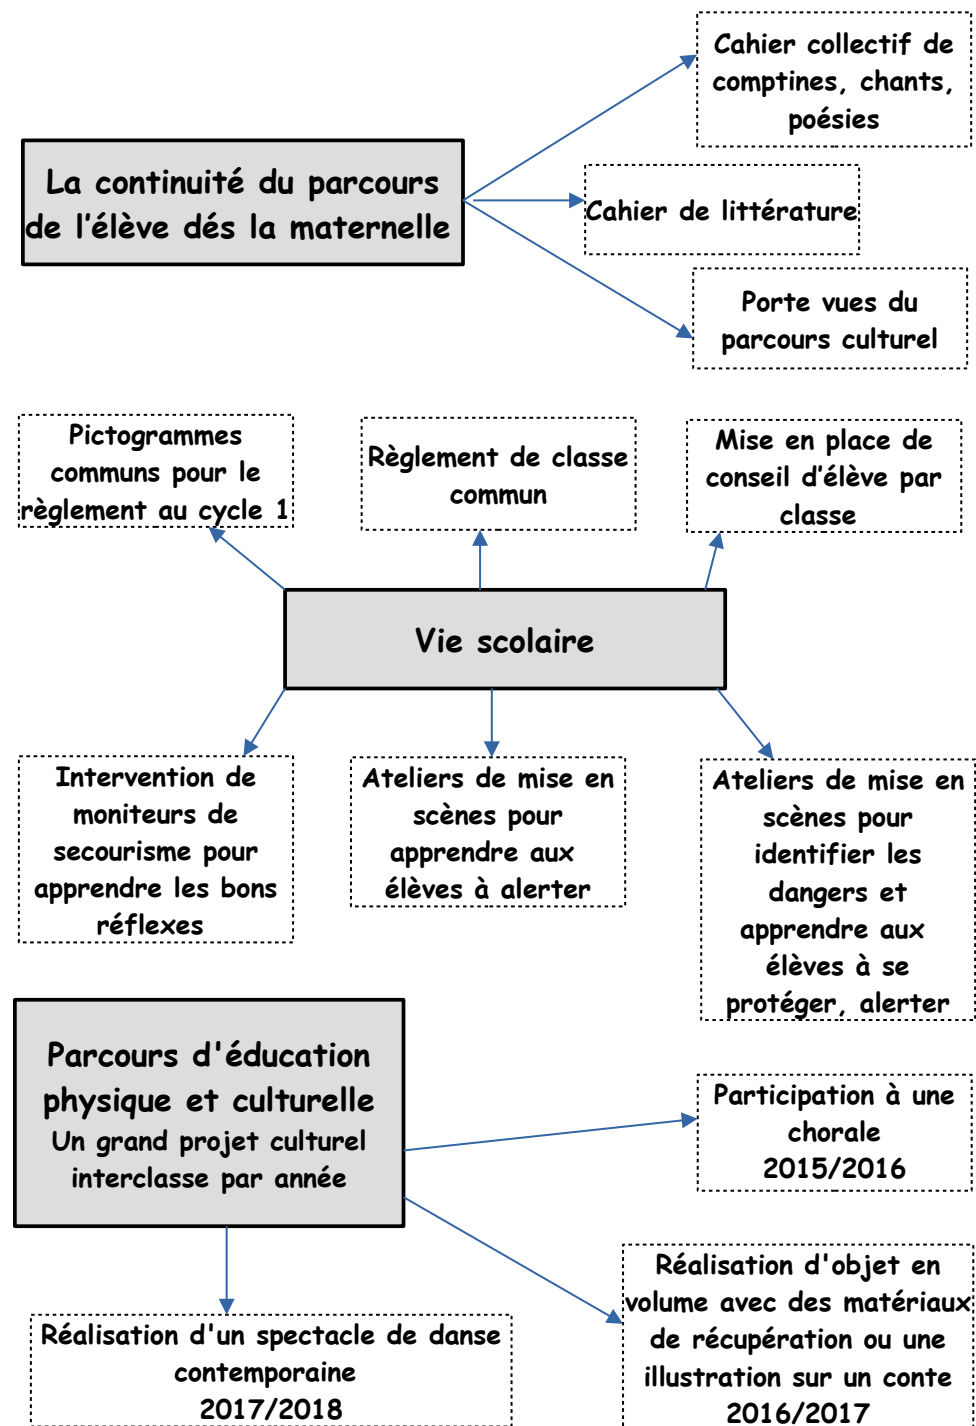 Cahier collectif de
comptines, chants,
poésies
La continuité du parcours
de l'élève dés la maternelle
Cahier de littérature
Porte vues du
parcours culturel
Pictogrammes
communs pour le
règlement au cycle 1
Règlement de classe
commun
Mise en place de
conseil d'élève par
classe
Vie scolaire
Intervention de
moniteurs de
secourisme pour
apprendre les bons
réflexes
Ateliers de mise en
scènes pour
apprendre aux
élèves à alerter
Ateliers de mise en
scènes pour
identifier les
dangers et
apprendre aux
élèves à se
protéger, alerter
Parcours d'éducation
physique et culturelle
Un grand projet culturel
interclasse par année
Participation à une
chorale
2015/2016
Réalisation d'objet en
volume avec des matériaux
de récupération ou une
illustration sur un conte
2016/2017
Réalisation d'un spectacle de danse
contemporaine
2017/2018